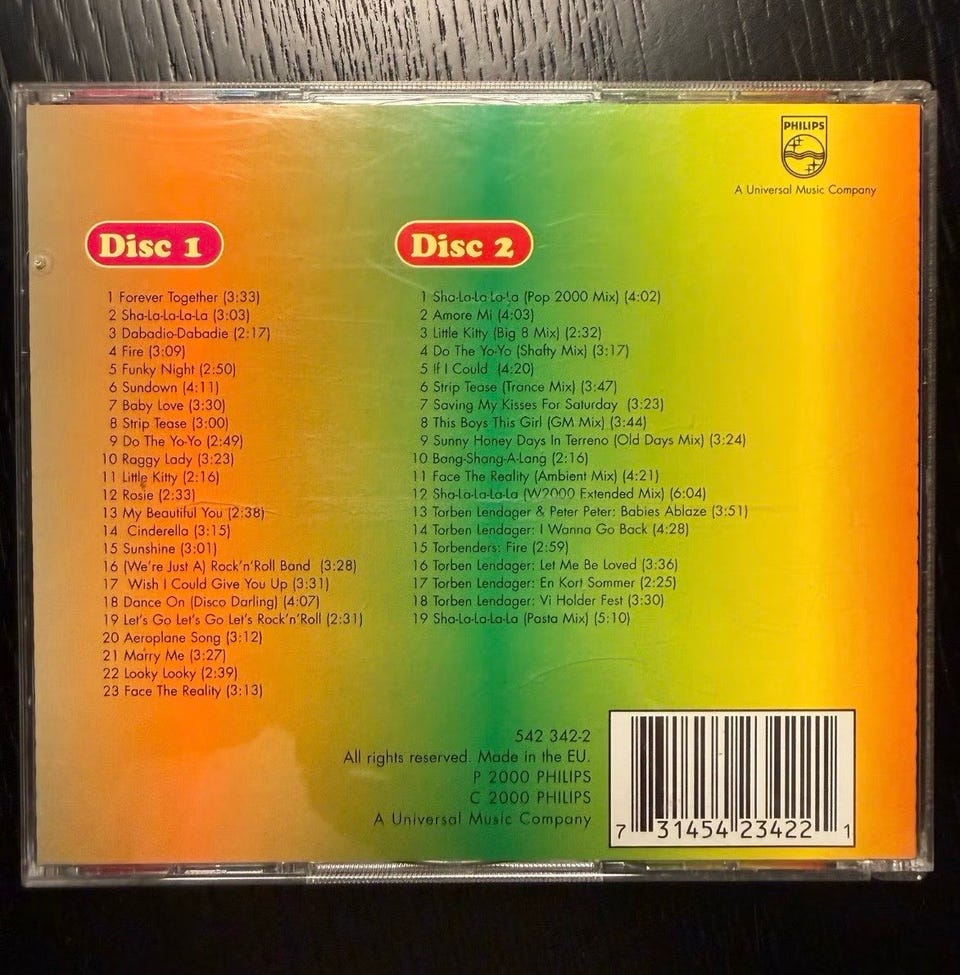 PHILIPS
A Universal Music Company
Disc 1
1 Forever Together (3:33)
2 Sha-La-La-La-La (3:03)
3 Dabadio-Dabadie (2:17)
4 Fire (3:09)
5 Funky Night (2:50)
6 Sundown (4:11)
7 Baby Love (3:30)
8 Strip Tease (3:00)
9 Do The Yo-Yo (2:49)
10 Raggy Lady (3:23)
11 Little Kitty (2:16)
12 Rosie (2:33)
13 My Beautiful You (2:38)
14 Cinderella (3:15)
15 Sunshine (3:01)
16 (We're Just A) Rock'n'Roll Band (3:28)
17 Wish I Could Give You Up (3:31)
18 Dance On (Disco Darling) (4:07)
19 Let's Go Let's Go Let's Rock'n'Roll (2:31)
20 Aeroplane Song (3:12)
21 Marry Me (3:27)
22 Looky Looky (2:39)
23 Face The Reality (3:13)
Disc 2
1 Sha-La-La La-La (Pop 2000 Mix) (4:02)
2 Amore Mi (4:03)
3 Little Kitty (Big 8 Mix) (2:32)
4 Do The Yo-Yo (Shafty Mix) (3:17)
5 If I Could (4:20)
6 Strip Tease (Trance Mix) (3:47)
7 Saving My Kisses For Saturday (3:23)
8 This Boys This Girl (GM Mix) (3:44)
9 Sunny Honey Days In Terreno (Old Days Mix) (3:24)
10 Bang-Shang-A-Lang (2:16)
11 Face The Reality (Ambient Mix) (4:21)
12 Sha-La-La-La-La (W2000 Extended Mix) (6:04)
13 Torben Lendager & Peter Peter: Babies Ablaze (3:51)
14 Torben Lendager: I Wanna Go Back (4:28)
15 Torbenders: Fire (2:59)
16 Torben Lendager: Let Me Be Loved (3:36)
17 Torben Lendager: En Kort Sommer (2:25)
18 Torben Lendager: Vi Holder Fest (3:30)
19 Sha-La-La-La-La (Pasta Mix) (5:10)
542 342-2
All rights reserved. Made in the EU.
P 2000 PHILIPS
C 2000 PHILIPS
A Universal Music Company
7 31454 23422 1